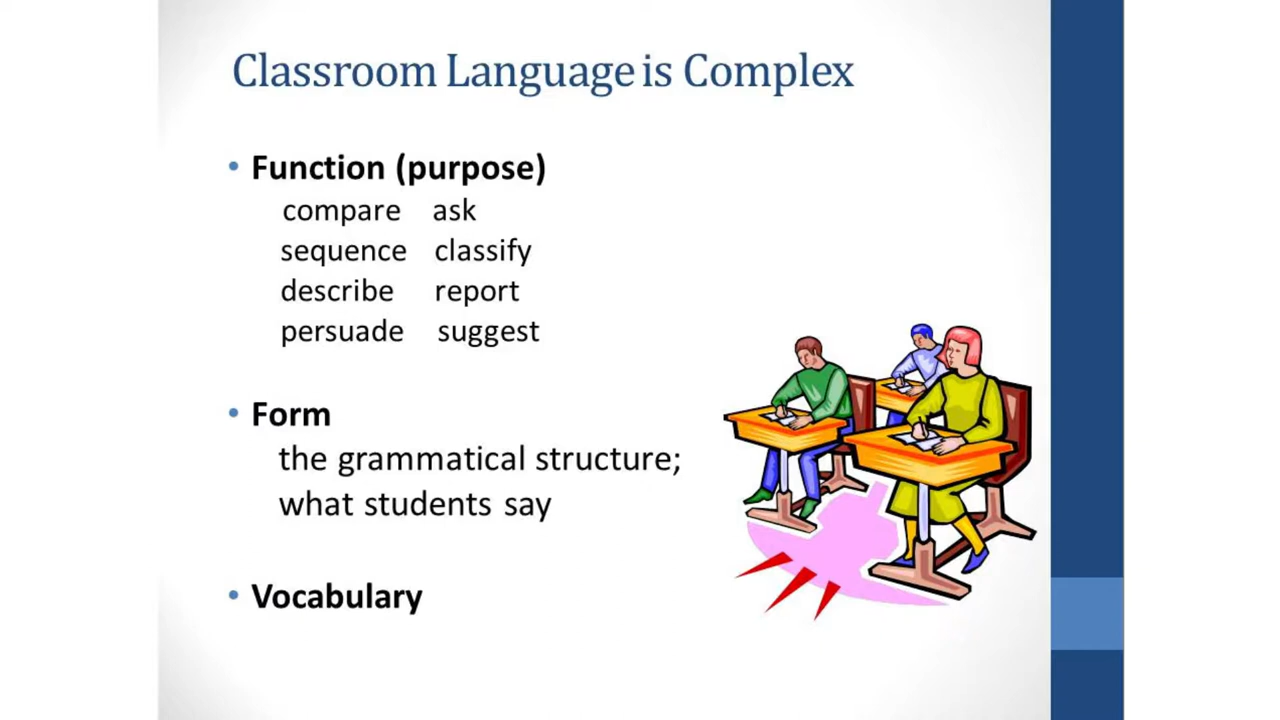 Classroom Language is Complex
• Function (purpose)
compare ask
sequence classify
describe report
persuade suggest
• Form
the grammatical structure;
what students say
• Vocabulary